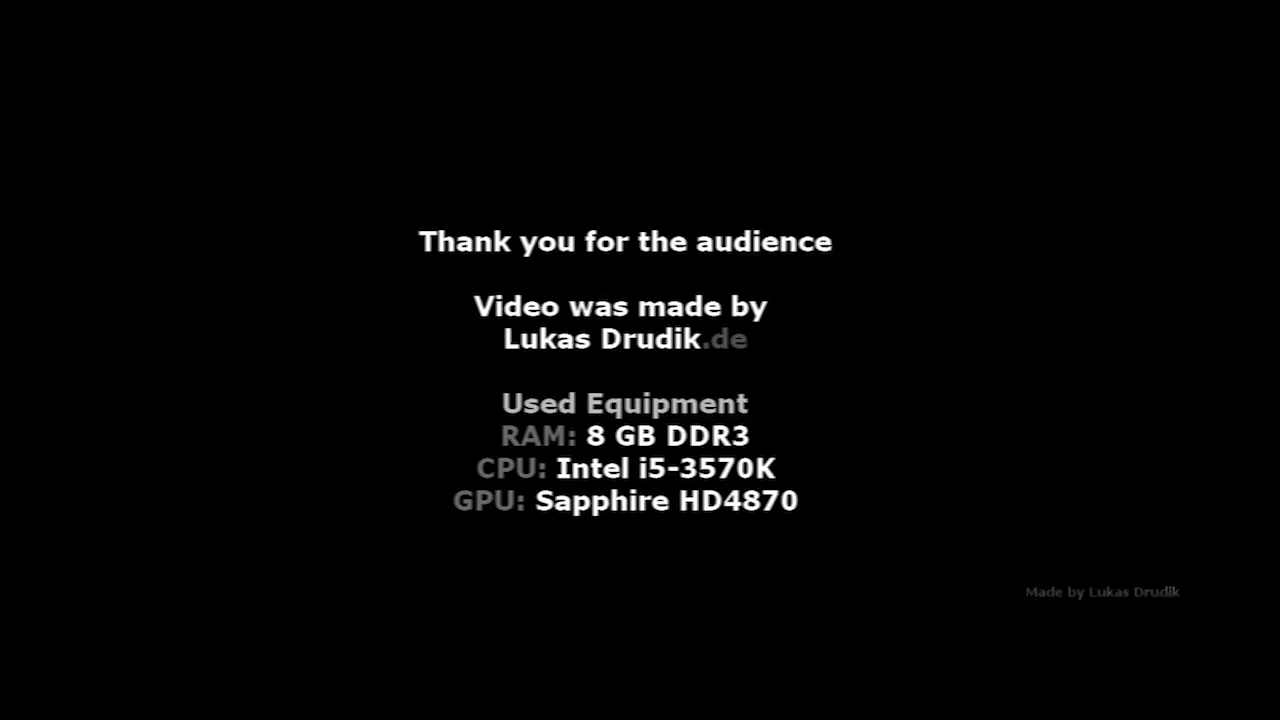 Thank you for the audience
Video was made by
Lukas Drudik.de
Used Equipment
RAM: 8 GB DDR3
CPU: Intel i5-3570K
GPU: Sapphire HD4870
Made by Lukas Drudik